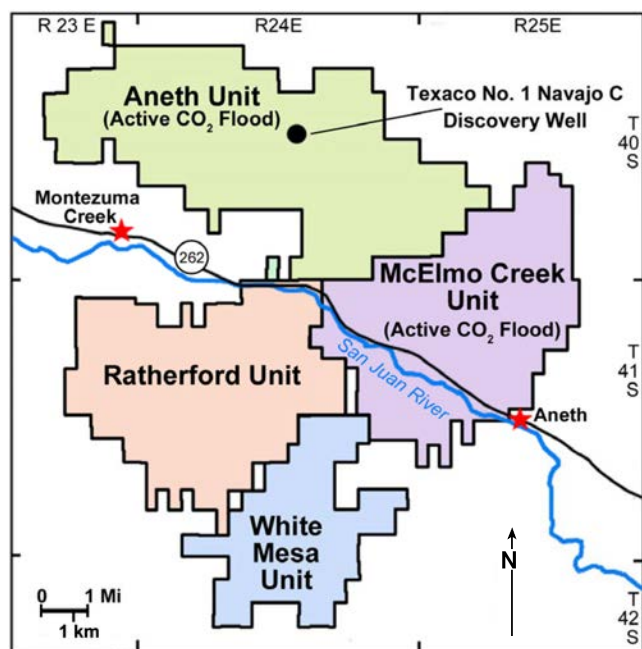 R 23 E
R24E
R25E
Aneth Unit
(Active CO₂ Flood)
Texaco No. 1 Navajo C
Discovery Well
T
40
S
Montezuma
Creek
262
McElmo Creek
Unit
(Active CO₂ Flood)
Ratherford Unit
San Juan River
T
41
S
Aneth
White
Mesa
Unit
N
0 1 Mi
1 km
T
42
S